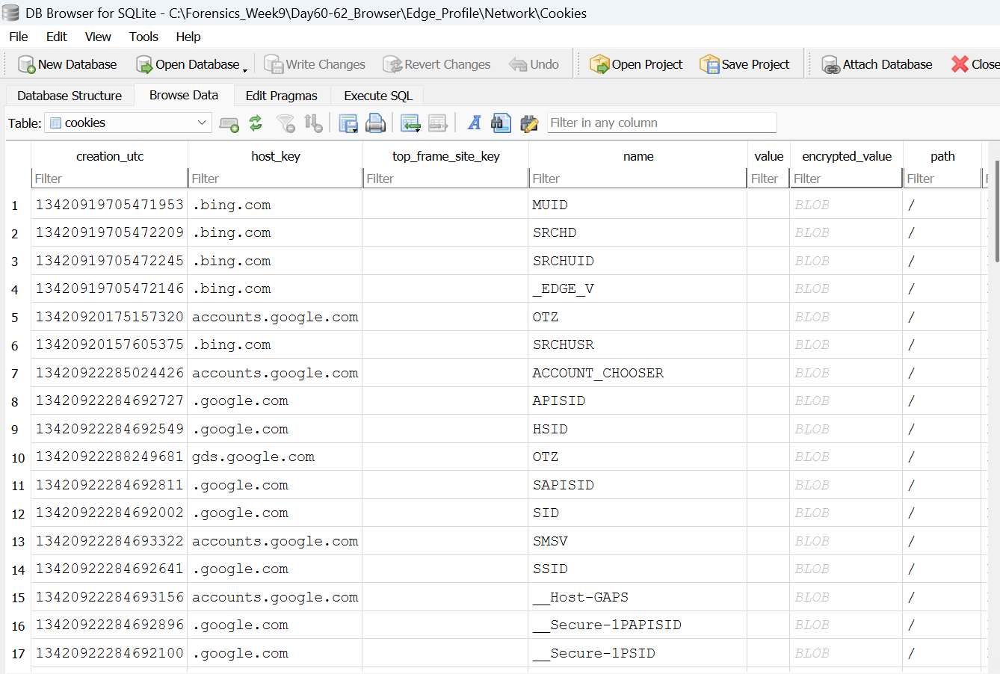 DB Browser for SQLite - C:\Forensics_Week9\Day60-62_Browser\Edge_Profile\Network\Cookies
File Edit View Tools Help
New Database Open Database Write Changes Revert Changes Undo Open Project Save Project Attach Database Close
Database Structure Browse Data Edit Pragmas Execute SQL
Table: cookies Filter in any column
creation_utc host_key top_frame_site_key name value encrypted_value path
Filter Filter Filter Filter Filter Filter Filter
1 13420919705471953 .bing.com MUID BLOB /
2 13420919705472209 .bing.com SRCHD BLOB /
3 13420919705472245 .bing.com SRCHUID BLOB /
4 13420919705472146 .bing.com _EDGE_V BLOB /
5 13420920175157320 accounts.google.com OTZ BLOB /
6 13420920157605375 .bing.com SRCHUSR BLOB /
7 13420922285024426 accounts.google.com ACCOUNT_CHOOSER BLOB /
8 13420922284692727 .google.com APISID BLOB /
9 13420922284692549 .google.com HSID BLOB /
10 13420922288249681 gds.google.com OTZ BLOB /
11 13420922284692811 .google.com SAPISID BLOB /
12 13420922284692002 .google.com SID BLOB /
13 13420922284693322 accounts.google.com SMSV BLOB /
14 13420922284692641 .google.com SSID BLOB /
15 13420922284693156 accounts.google.com __Host-GAPS BLOB /
16 13420922284692896 .google.com __Secure-1PAPISID BLOB /
17 13420922284692100 .google.com __Secure-1PSID BLOB /